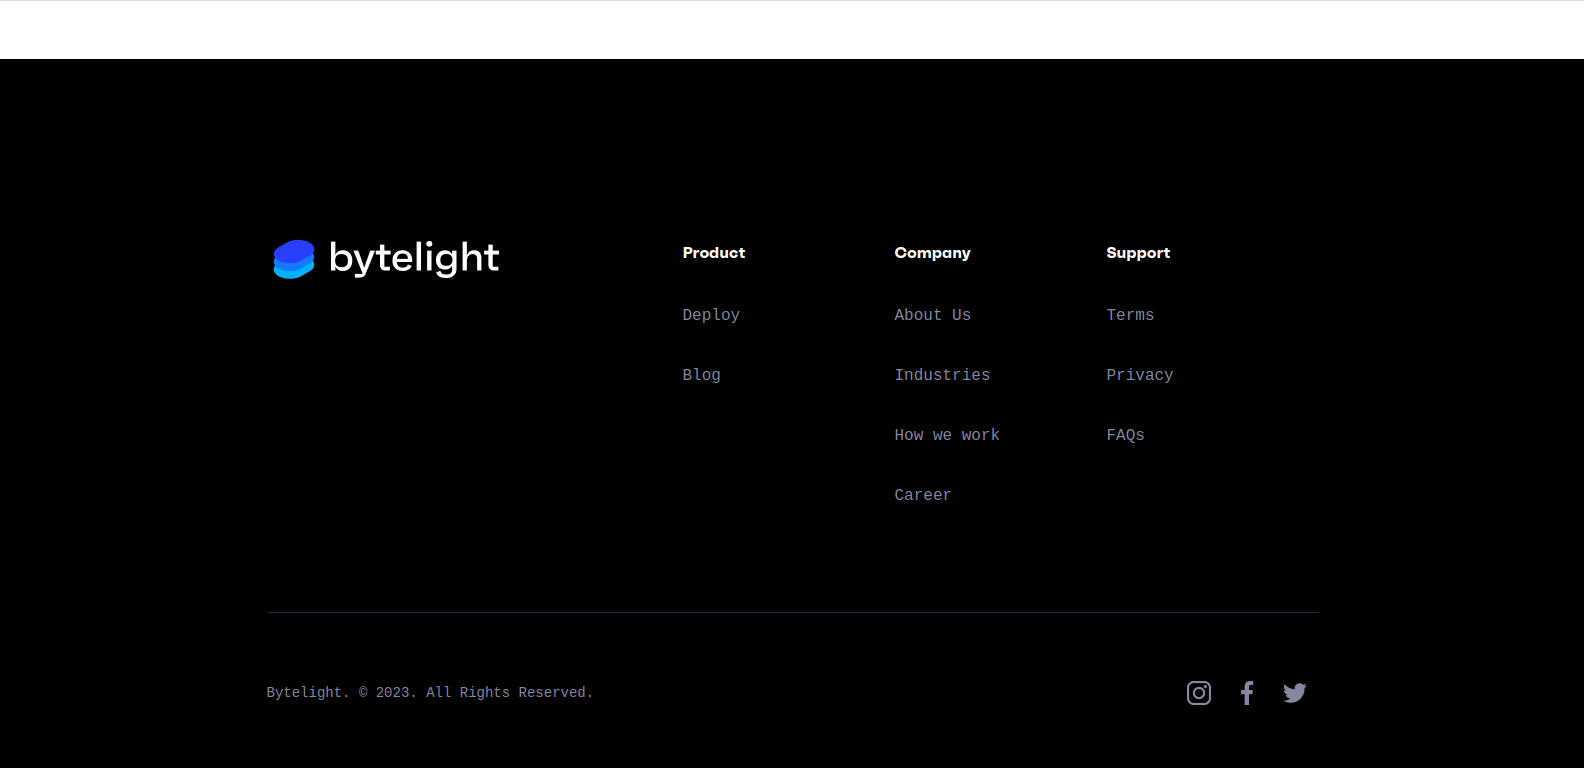 bytelight
Product
Deploy
Blog
Company
About Us
Industries
How we work
Career
Support
Terms
Privacy
FAQs
Bytelight. © 2023. All Rights Reserved.